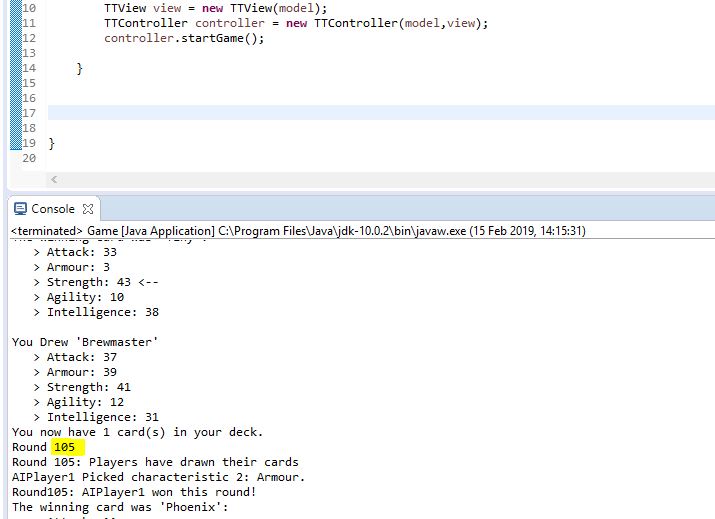 10 TTView view = new TTView(model);
11 TTController controller = new TTController(model,view);
12 controller.startGame();
13
14 }
15
16
17
18
19 }
20
Console
<terminated> Game [Java Application] C:\Program Files\Java\jdk-10.0.2\bin\javaw.exe (15 Feb 2019, 14:15:31)
> Attack: 33
> Armour: 3
> Strength: 43 <--
> Agility: 10
> Intelligence: 38
You Drew 'Brewmaster'
> Attack: 37
> Armour: 39
> Strength: 41
> Agility: 12
> Intelligence: 31
You now have 1 card(s) in your deck.
Round 105
Round 105: Players have drawn their cards
AIPlayer1 Picked characteristic 2: Armour.
Round105: AIPlayer1 won this round!
The winning card was 'Phoenix':